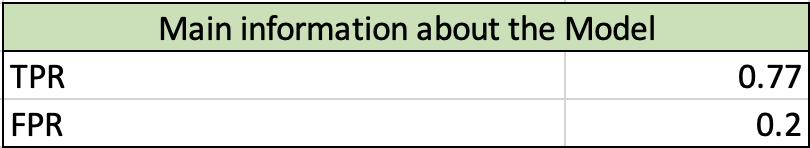 Main information about the Model
TPR 0.77
FPR 0.2